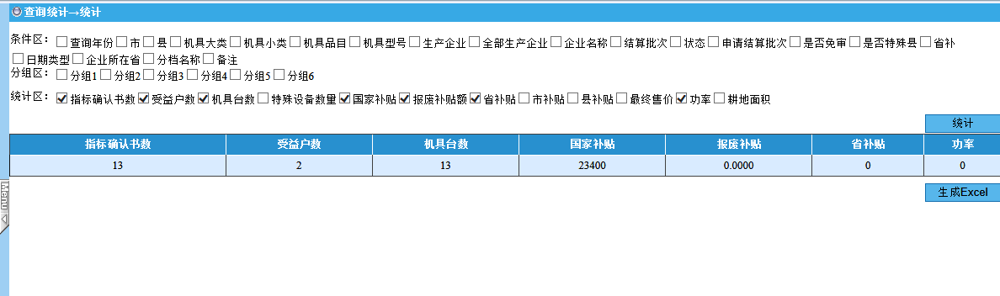 查询统计→统计
条件区： 查询年份 市 县 机具大类 机具小类 机具品目 机具型号 生产企业 全部生产企业 企业名称 结算批次 状态 申请结算批次 是否免审 是否特殊县 省补
日期类型 企业所在省 分档名称 备注
分组区： 分组1 分组2 分组3 分组4 分组5 分组6
统计区： 指标确认书数 受益户数 机具台数 特殊设备数量 国家补贴 报废补贴额 省补贴 市补贴 县补贴 最终售价 功率 耕地面积
统计
指标确认书数 受益户数 机具台数 国家补贴 报废补贴 省补贴 功率
13 2 13 23400 0.0000 0 0
Menu
生成Excel